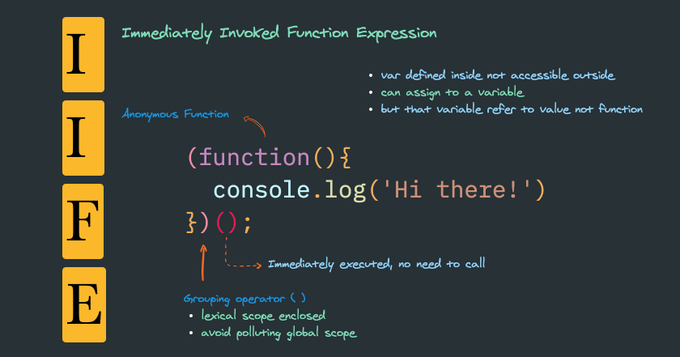 I
I
F
E
Immediately Invoked Function Expression
• var defined inside not accessible outside
• can assign to a variable
• but that variable refer to value not function
Anonymous Function
(function(){
  console.log('Hi there!')
})();
Immediately executed, no need to call
Grouping operator ( )
• lexical scope enclosed
• avoid polluting global scope